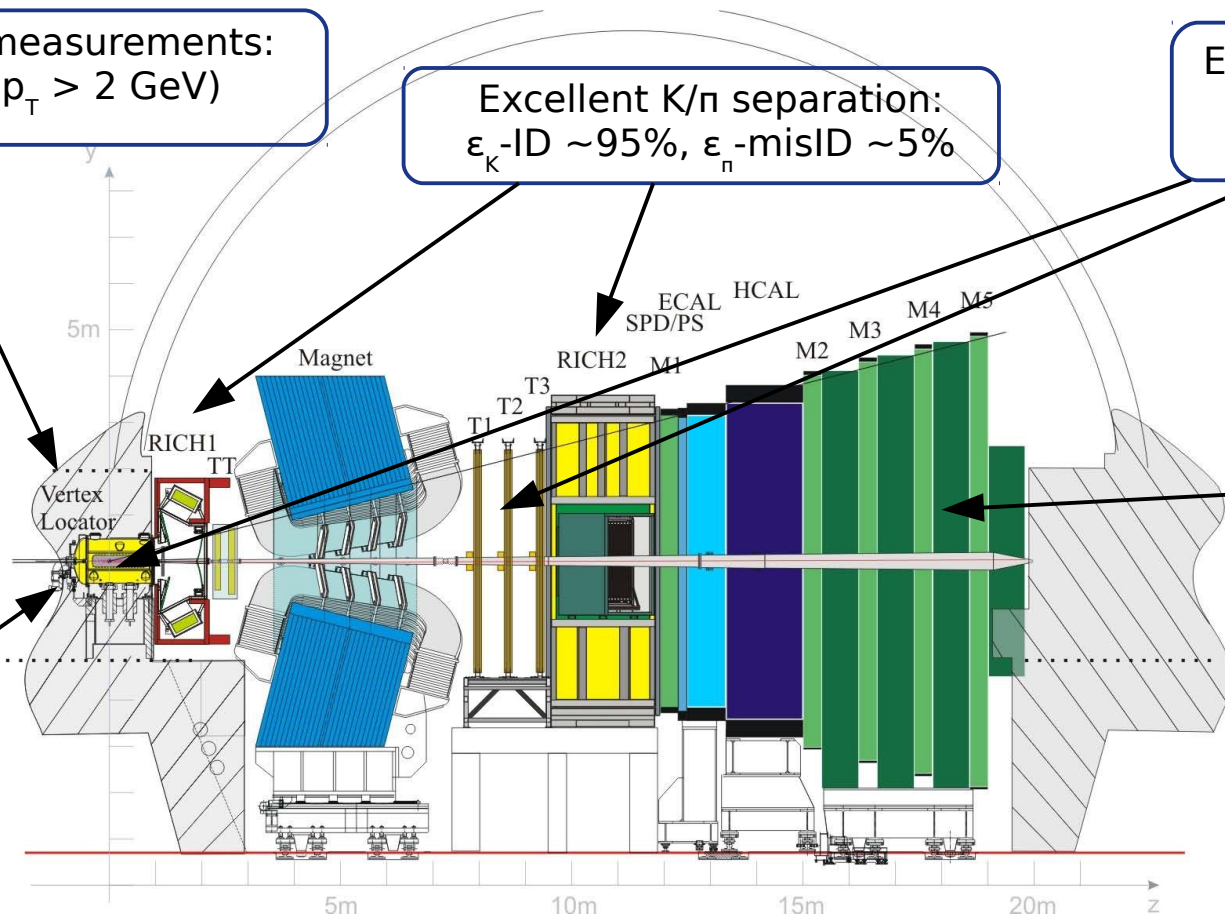 measurements:
p_T > 2 GeV)
Excellent K/π separation:
ε_K-ID ~95%, ε_π-misID ~5%
E
y
5m
ECAL HCAL
SPD/PS
RICH2
M1
M2
M3
M4
M5
Magnet
T1
T2
T3
RICH1
TT
Vertex
Locator
5m
10m
15m
20m
z